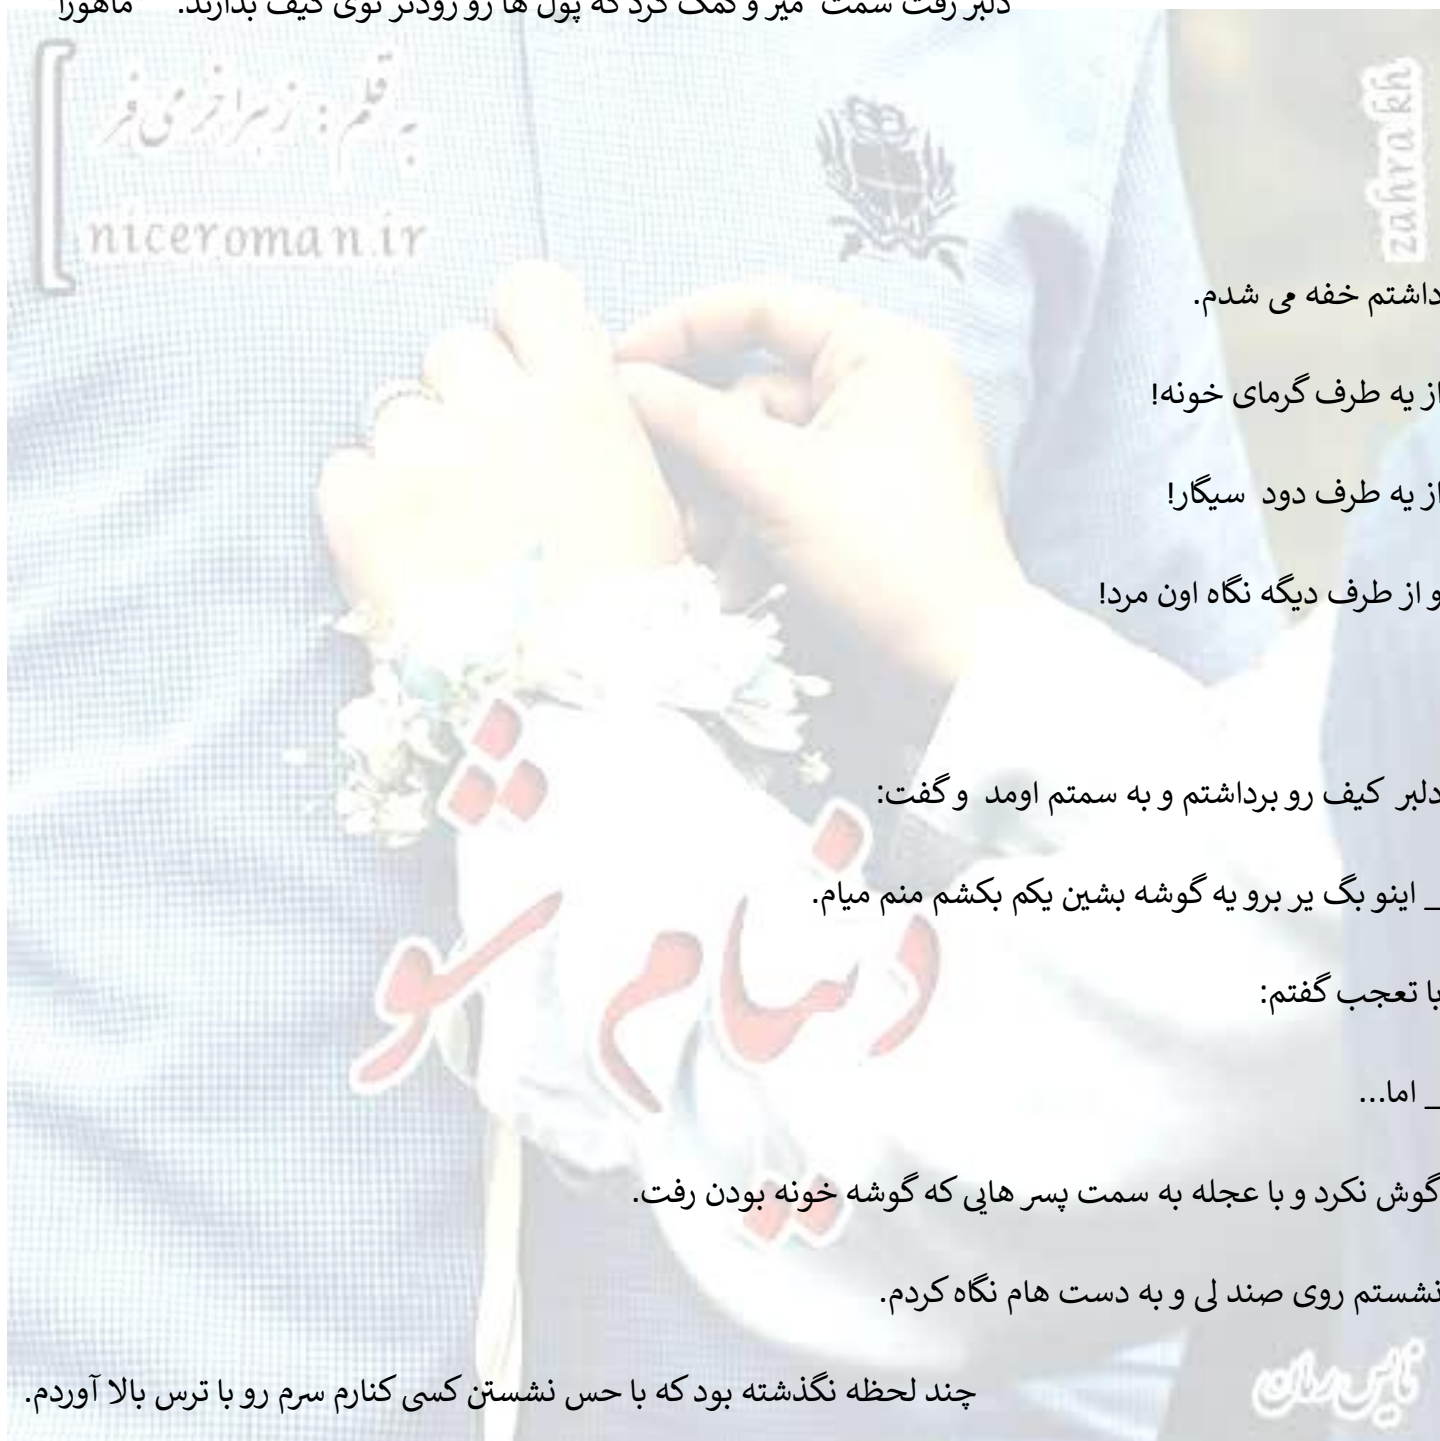 دلبر رفت سمت میز و کمک کرد که پول ها رو زودتر توی کیف بذارند. " ماهورا"
به قلم : زهرا خرمی فر
niceroman.ir
zahra kh
داشتم خفه می شدم.
از یه طرف گرمای خونه!
از یه طرف دود سیگار!
و از طرف دیگه نگاه اون مرد!
دلبر کیف رو برداشتم و به سمتم اومد و گفت:
_ اینو بگ یر برو یه گوشه بشین یکم بکشم منم میام.
دنیام شو
با تعجب گفتم:
_ اما...
گوش نکرد و با عجله به سمت پسر هایی که گوشه خونه بودن رفت.
نشستم روی صند لی و به دست هام نگاه کردم.
چند لحظه نگذشته بود که با حس نشستن کسی کنارم سرم رو با ترس بالا آوردم.
نایس رمان